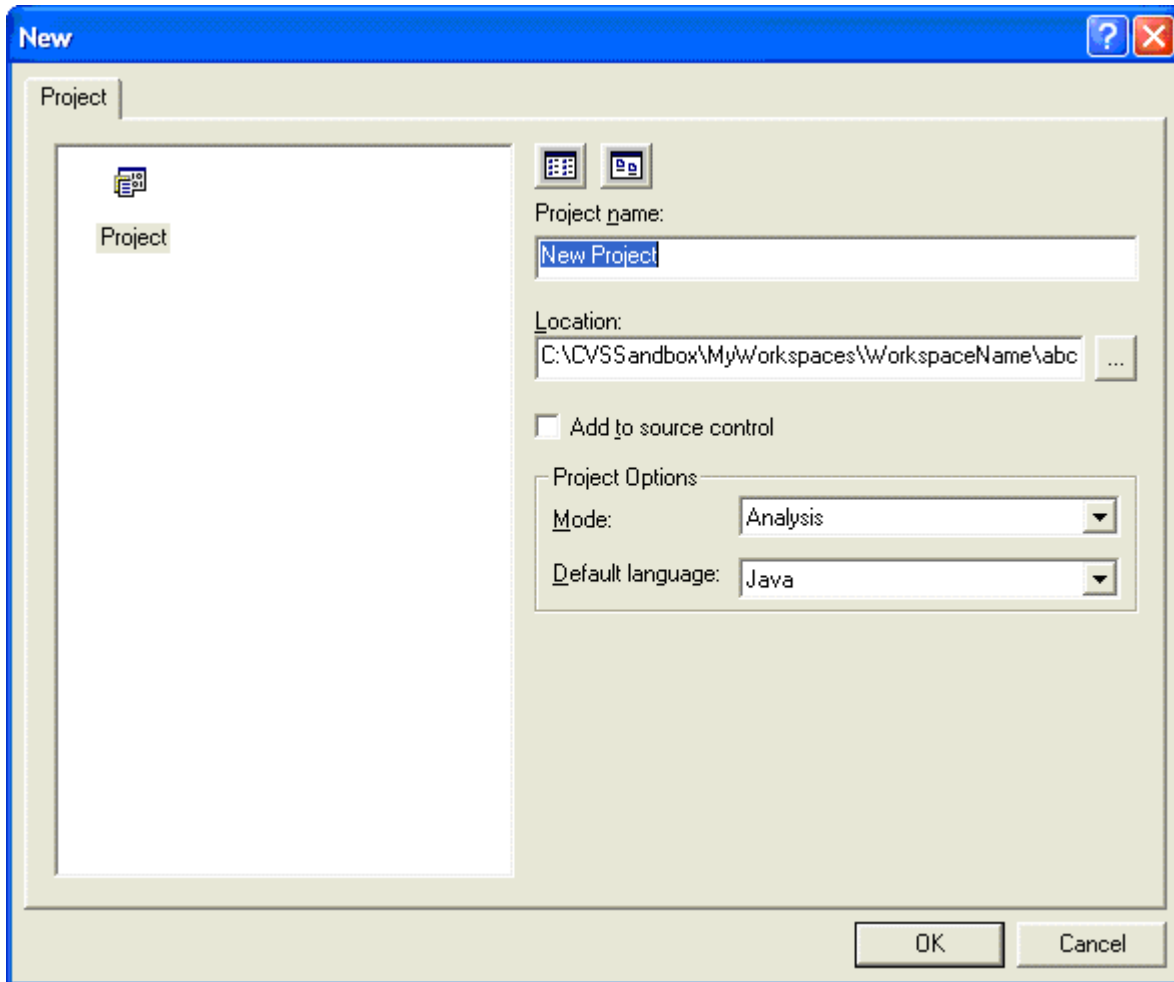 New
Project
Project
Project name:
New Project
Location:
C:\CVSSandbox\MyWorkspaces\WorkspaceName\abc
...
Add to source control
Project Options
Mode:
Analysis
Default language:
Java
OK
Cancel